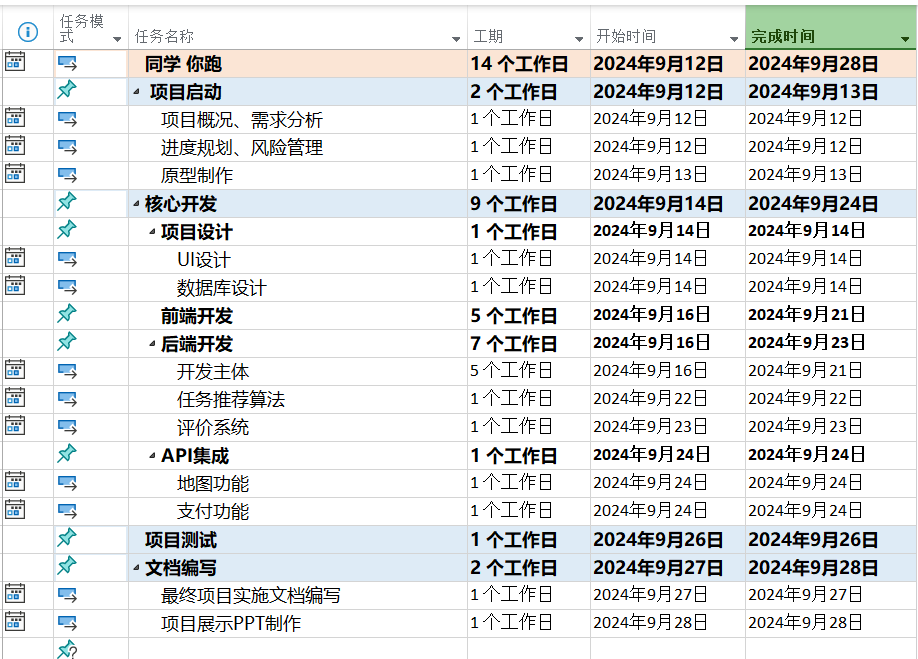 任务模式 任务名称 工期 开始时间 完成时间
同学 你跑 14 个工作日 2024年9月12日 2024年9月28日
项目启动 2 个工作日 2024年9月12日 2024年9月13日
项目概况、需求分析 1 个工作日 2024年9月12日 2024年9月12日
进度规划、风险管理 1 个工作日 2024年9月12日 2024年9月12日
原型制作 1 个工作日 2024年9月13日 2024年9月13日
核心开发 9 个工作日 2024年9月14日 2024年9月24日
项目设计 1 个工作日 2024年9月14日 2024年9月14日
UI设计 1 个工作日 2024年9月14日 2024年9月14日
数据库设计 1 个工作日 2024年9月14日 2024年9月14日
前端开发 5 个工作日 2024年9月16日 2024年9月21日
后端开发 7 个工作日 2024年9月16日 2024年9月23日
开发主体 5 个工作日 2024年9月16日 2024年9月21日
任务推荐算法 1 个工作日 2024年9月22日 2024年9月22日
评价系统 1 个工作日 2024年9月23日 2024年9月23日
API集成 1 个工作日 2024年9月24日 2024年9月24日
地图功能 1 个工作日 2024年9月24日 2024年9月24日
支付功能 1 个工作日 2024年9月24日 2024年9月24日
项目测试 1 个工作日 2024年9月26日 2024年9月26日
文档编写 2 个工作日 2024年9月27日 2024年9月28日
最终项目实施文档编写 1 个工作日 2024年9月27日 2024年9月27日
项目展示PPT制作 1 个工作日 2024年9月28日 2024年9月28日